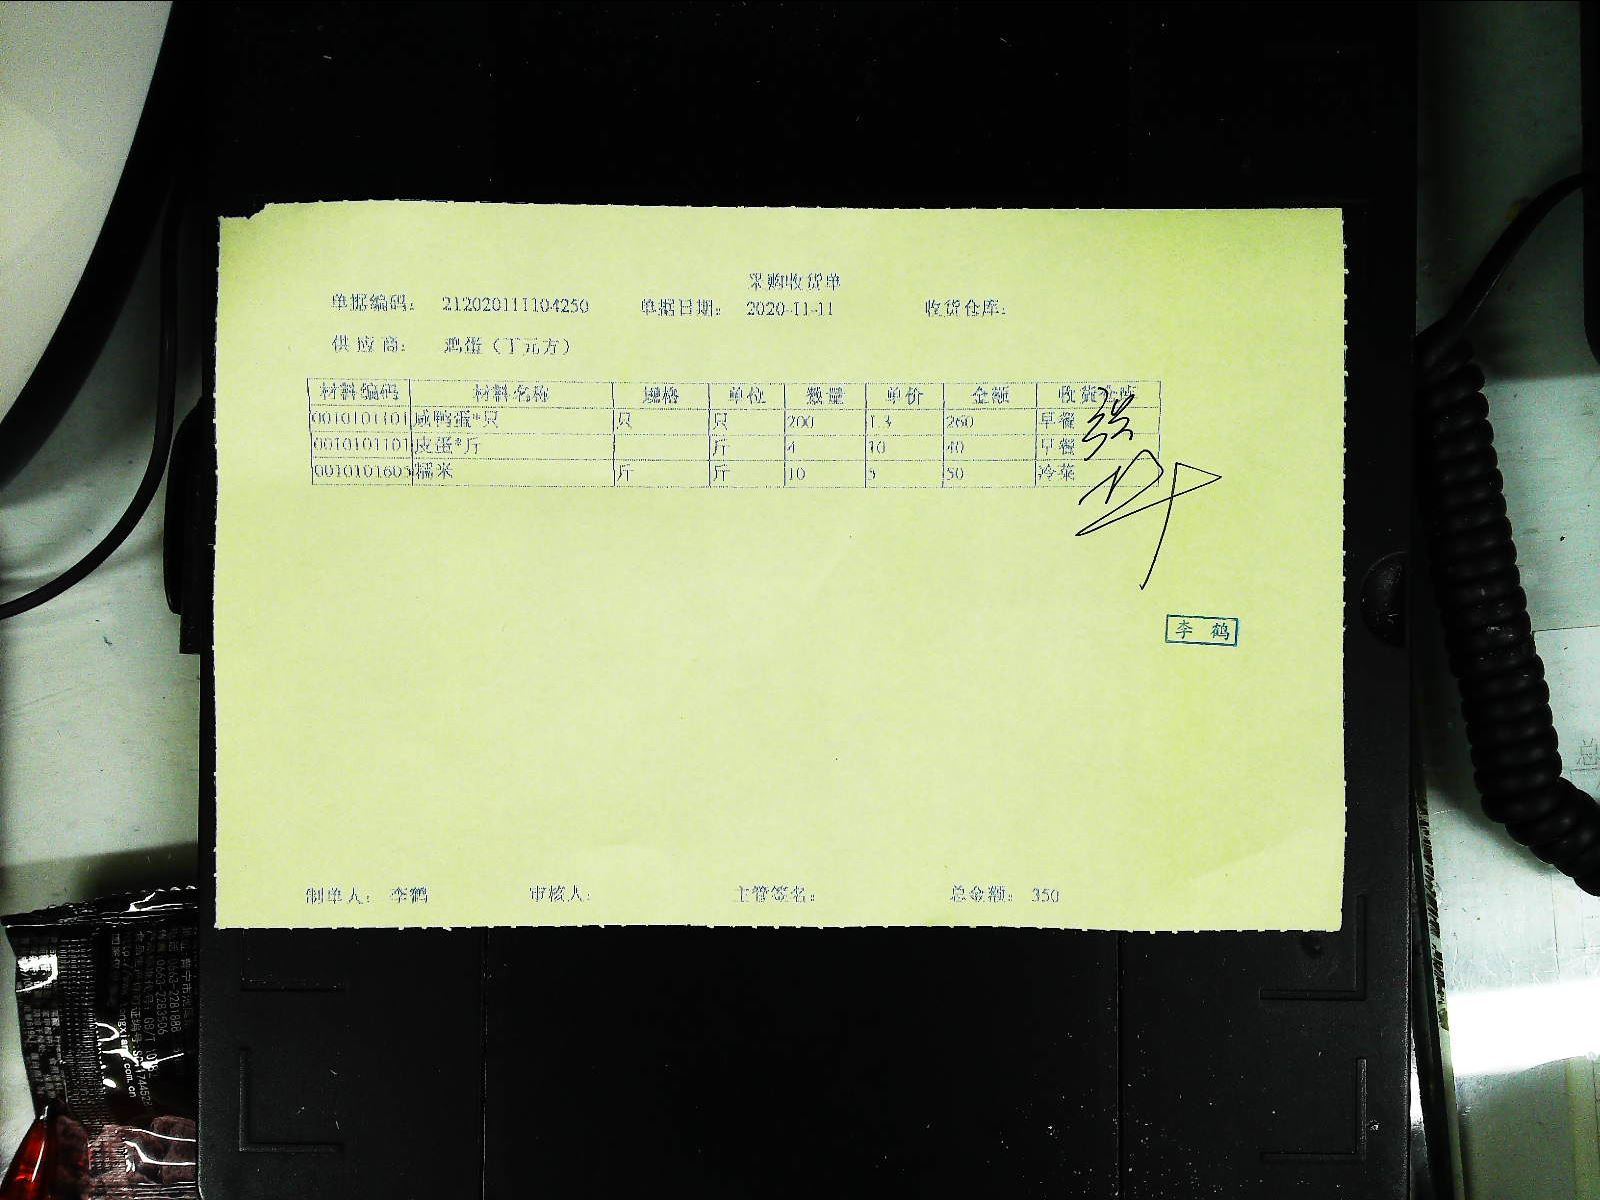 采购收货单
单据编码: 212020111104250 单据日期: 2020-11-11 收货仓库:
供应商: 鸡蛋(丁元方)
材料编码 材料名称 规格 单位 数量 单价 金额 收货仓库
0010101101 咸鸭蛋*只 只 只 200 1.3 260 早餐
0010101101 皮蛋*斤 斤 4 10 40 早餐
0010101605 糯米 斤 斤 10 5 50 冷菜
李鹤
制单人: 李鹤 审核人: 主管签名: 总金额: 350